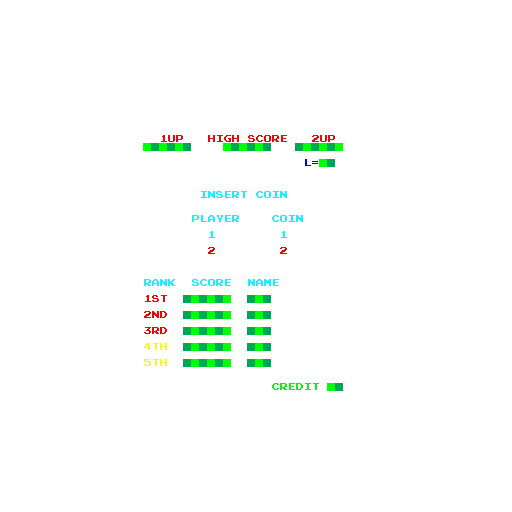 1UP HIGH SCORE 2UP
L=
INSERT COIN
PLAYER COIN
1 1
2 2
RANK SCORE NAME
1ST
2ND
3RD
4TH
5TH
CREDIT